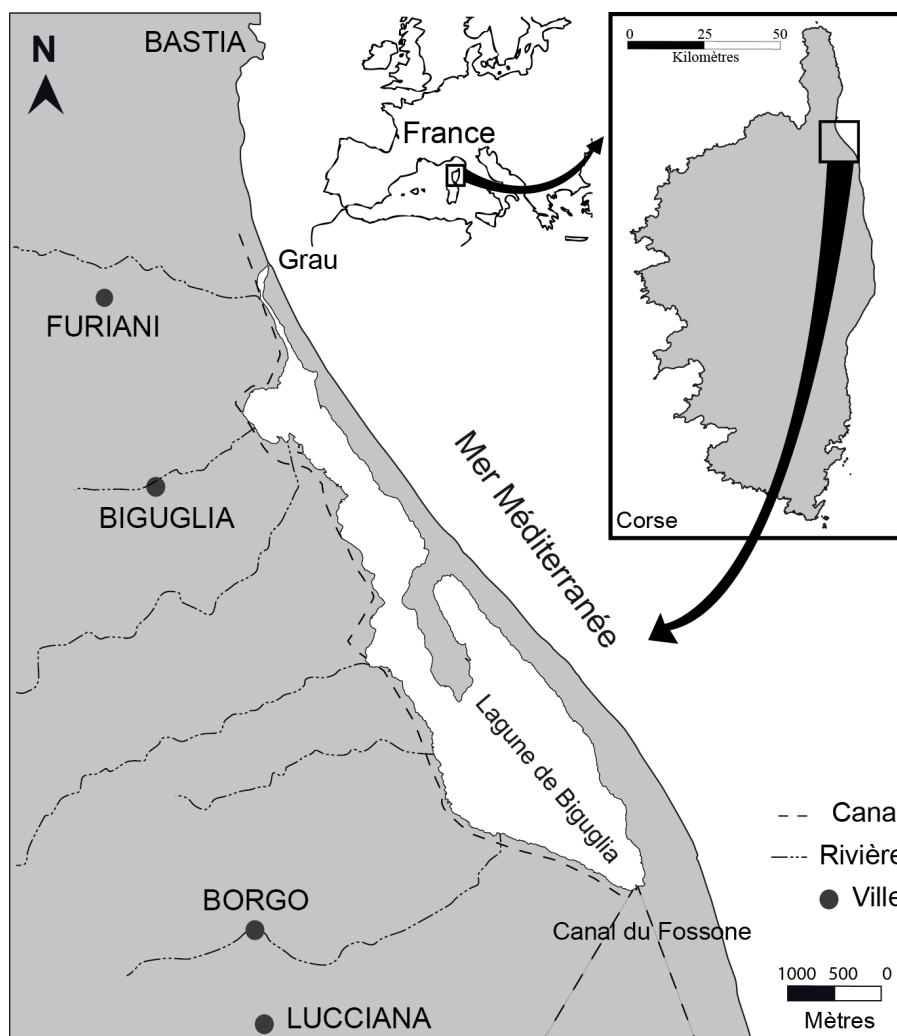 N
BASTIA
France
0 25 50
Kilomètres
Corse
Grau
FURIANI
BIGUGLIA
Mer Méditerranée
Lagune de Biguglia
Cana
Rivière
Ville
BORGO
Canal du Fossone
LUCCIANA
1000 500 0
Mètres